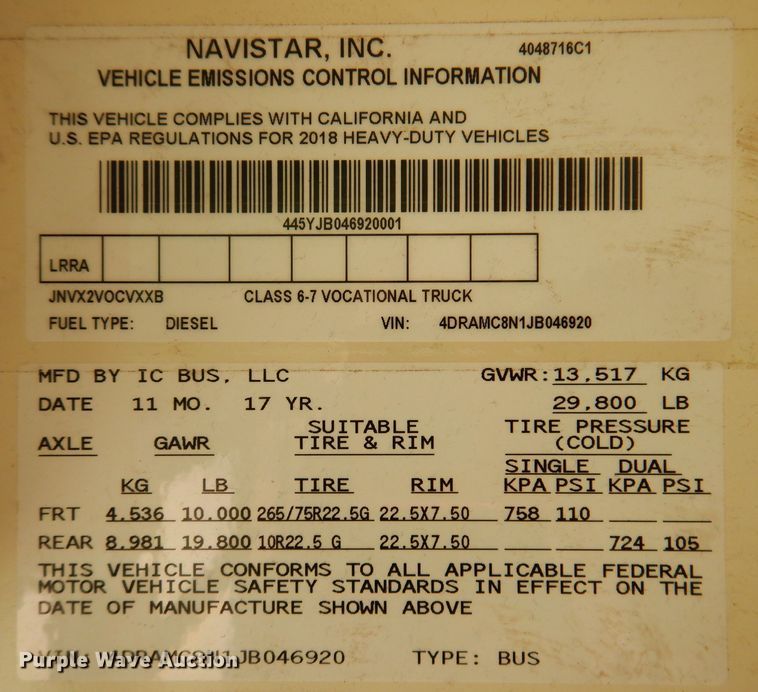 NAVISTAR, INC. 4048716C1
VEHICLE EMISSIONS CONTROL INFORMATION
THIS VEHICLE COMPLIES WITH CALIFORNIA AND
U.S. EPA REGULATIONS FOR 2018 HEAVY-DUTY VEHICLES
445YJB046920001
LRRA
JNVX2VOCVXXB CLASS 6-7 VOCATIONAL TRUCK
FUEL TYPE: DIESEL VIN: 4DRAMC8N1JB046920
MFD BY IC BUS, LLC GVWR: 13,517 KG
DATE 11 MO. 17 YR. 29,800 LB
AXLE GAWR SUITABLE TIRE & RIM TIRE PRESSURE (COLD)
SINGLE DUAL
KG LB TIRE RIM KPA PSI KPA PSI
FRT 4,536 10,000 265/75R22.5G 22.5X7.50 758 110
REAR 8,981 19,800 10R22.5 G 22.5X7.50 724 105
THIS VEHICLE CONFORMS TO ALL APPLICABLE FEDERAL
MOTOR VEHICLE SAFETY STANDARDS IN EFFECT ON THE
DATE OF MANUFACTURE SHOWN ABOVE
VIN: 4DRAMC8N1JB046920 TYPE: BUS
Purple Wave Auction